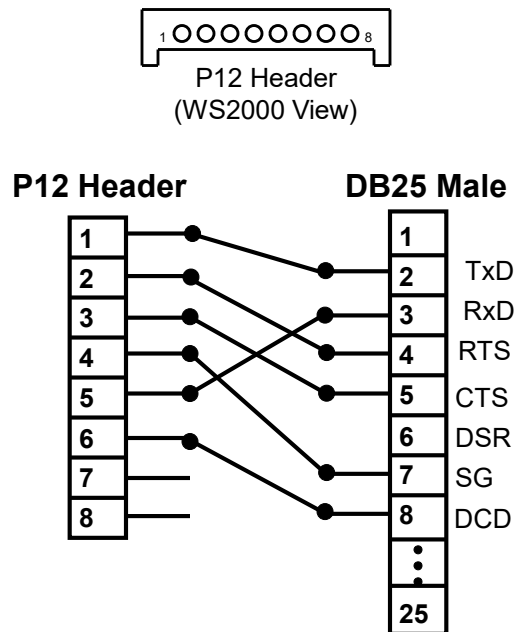 1 8
P12 Header
(WS2000 View)
P12 Header DB25 Male
1 1
2 2 TxD
3 3 RxD
4 4 RTS
5 5 CTS
6 6 DSR
7 7 SG
8 8 DCD
25